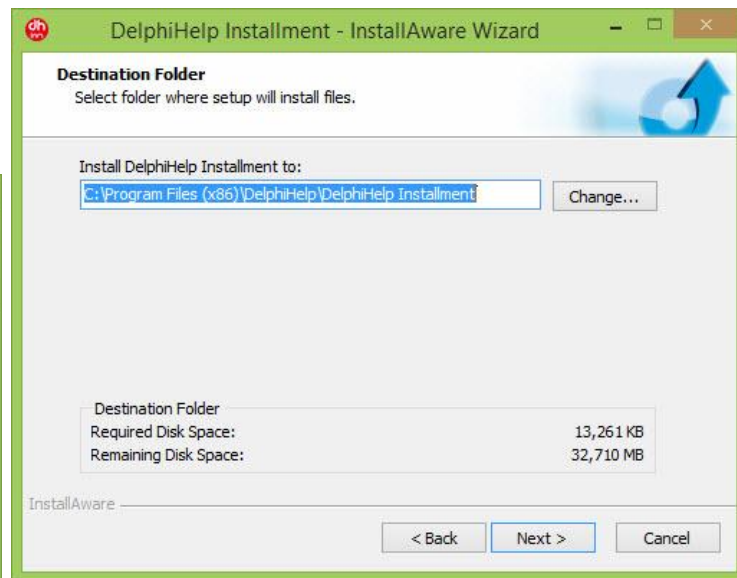 dh
DelphiHelp Installment - InstallAware Wizard
Destination Folder
Select folder where setup will install files.
Install DelphiHelp Installment to:
C:\Program Files (x86)\DelphiHelp\DelphiHelp Installment
Change...
Destination Folder
Required Disk Space: 13,261 KB
Remaining Disk Space: 32,710 MB
InstallAware
< Back Next > Cancel